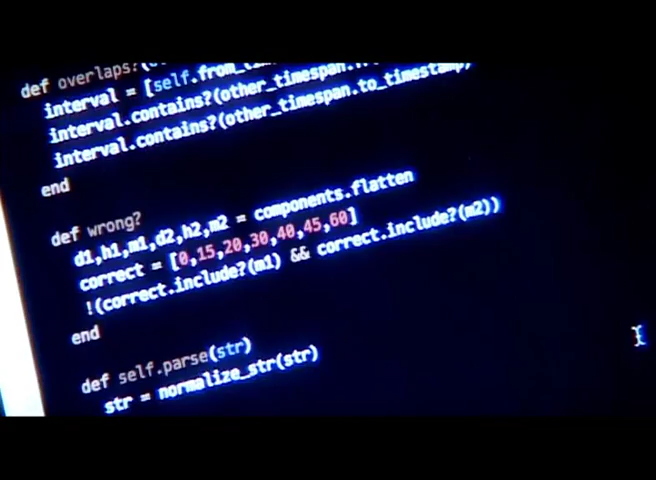 def overlaps?(
interval = [self.from_
interval.contains?(other_timespan.
interval.contains?(other_timespan.to_timestamp)
end
def wrong?
d1,h1,m1,d2,h2,m2 = components.flatten
correct = [0,15,20,30,40,45,60]
!(correct.include?(m1) && correct.include?(m2))
end
def self.parse(str)
str = normalize_str(str)